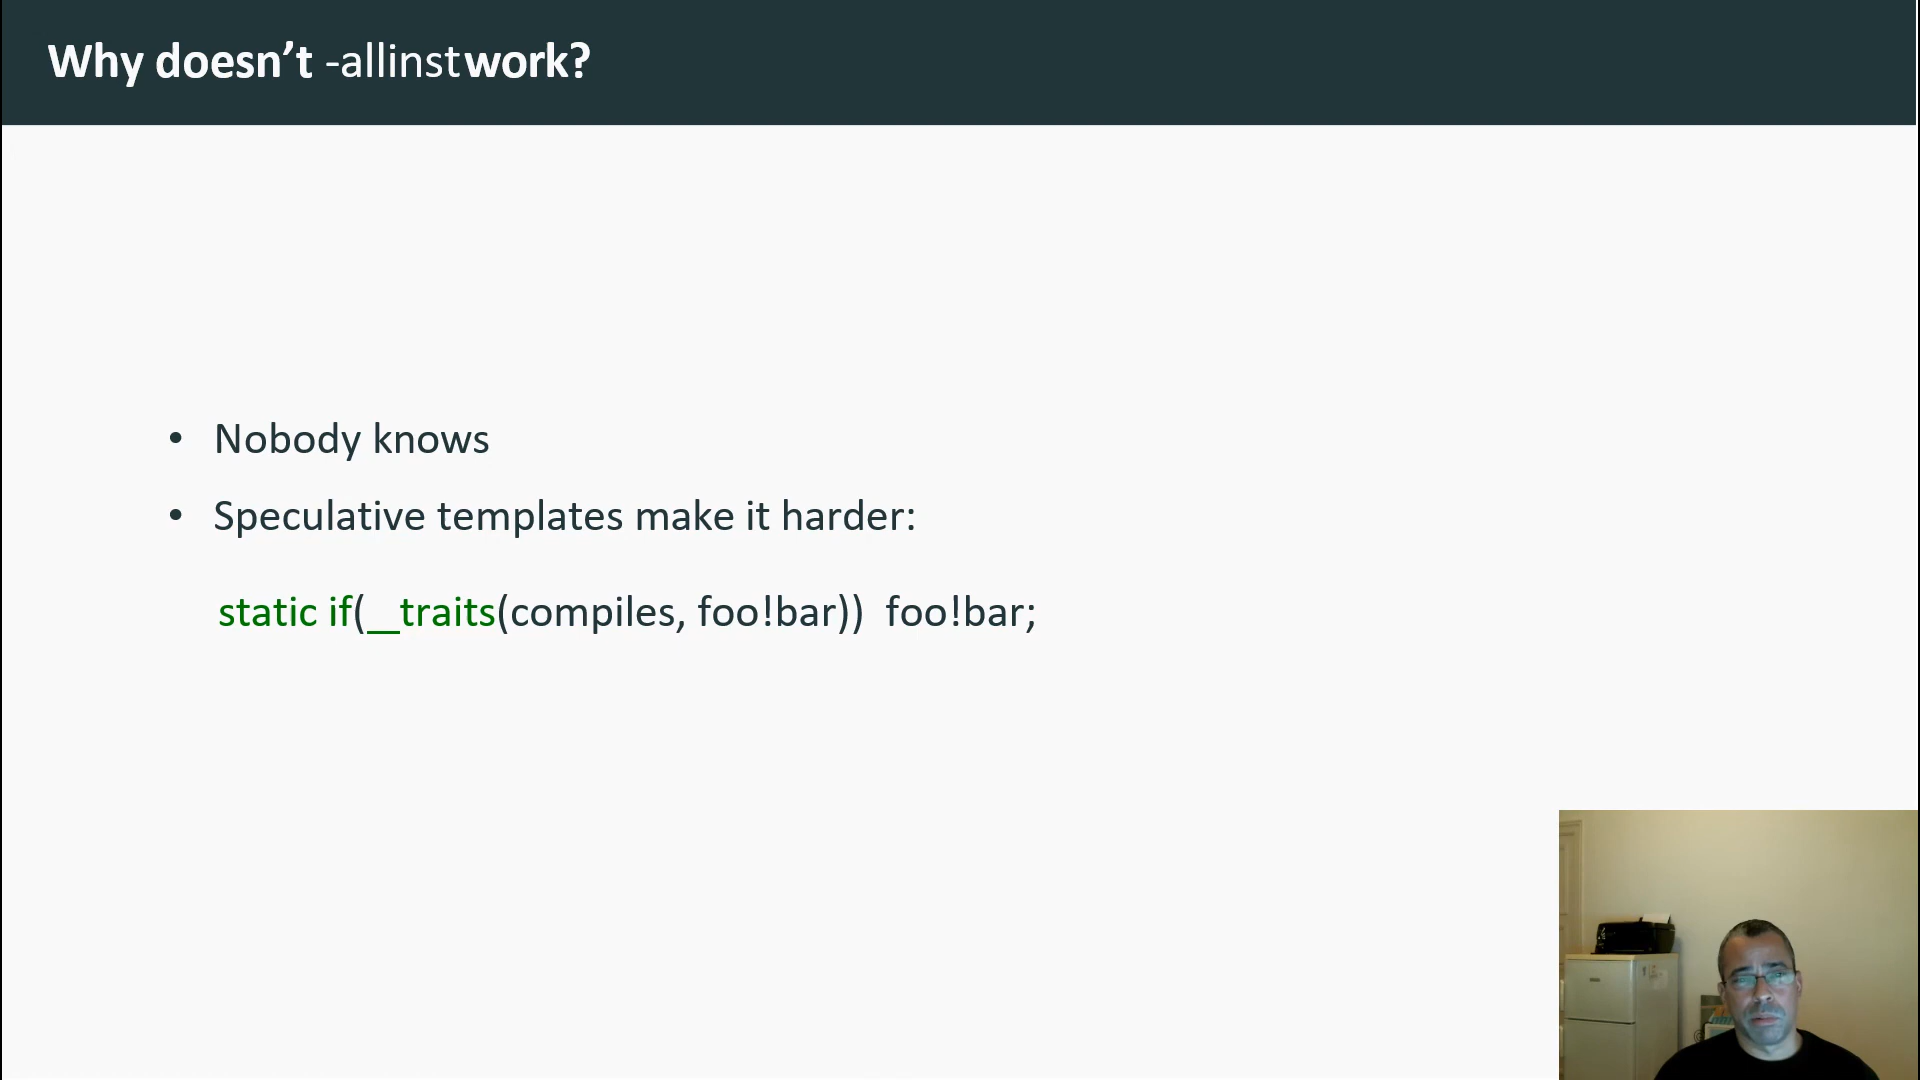 Why doesn’t -allinst work?
• Nobody knows
• Speculative templates make it harder:
static if(__traits(compiles, foo!bar))  foo!bar;